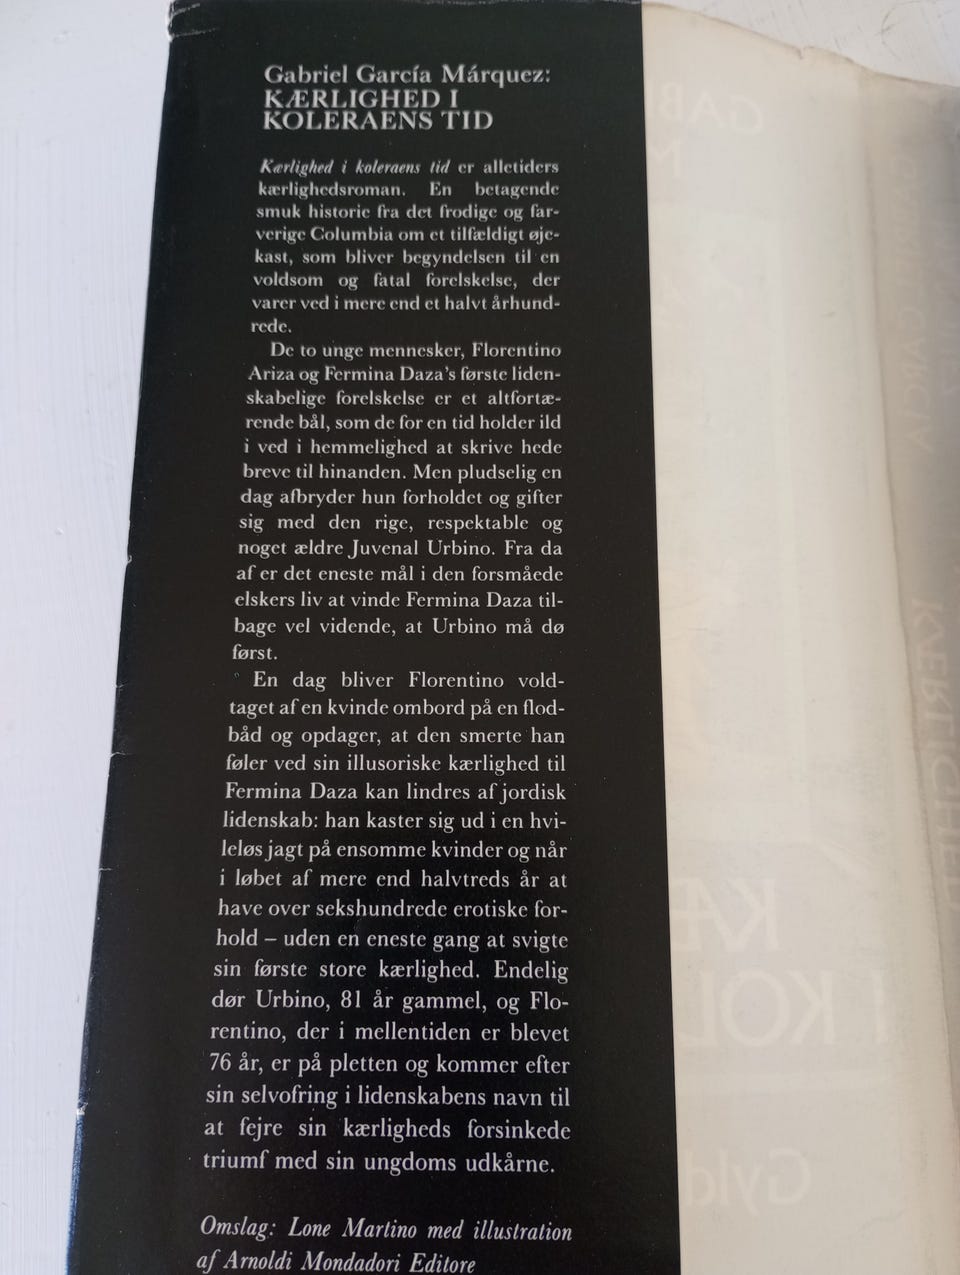 Gabriel García Márquez:
KÆRLIGHED I
KOLERAENS TID
Kærlighed i koleraens tid er alletiders
kærlighedsroman. En betagende
smuk historie fra det frodige og far-
verige Columbia om et tilfældigt øje-
kast, som bliver begyndelsen til en
voldsom og fatal forelskelse, der
varer ved i mere end et halvt århund-
rede.
De to unge mennesker, Florentino
Ariza og Fermina Daza's første liden-
skabelige forelskelse er et altfortæ-
rende bål, som de for en tid holder ild
i ved i hemmelighed at skrive hede
breve til hinanden. Men pludselig en
dag afbryder hun forholdet og gifter
sig med den rige, respektable og
noget ældre Juvenal Urbino. Fra da
af er det eneste mål i den forsmåede
elskers liv at vinde Fermina Daza til-
bage vel vidende, at Urbino må dø
først.
En dag bliver Florentino vold-
taget af en kvinde ombord på en flod-
båd og opdager, at den smerte han
føler ved sin illusoriske kærlighed til
Fermina Daza kan lindres af jordisk
lidenskab: han kaster sig ud i en hvi-
leløs jagt på ensomme kvinder og når
i løbet af mere end halvtreds år at
have over sekshundrede erotiske for-
hold – uden en eneste gang at svigte
sin første store kærlighed. Endelig
dør Urbino, 81 år gammel, og Flo-
rentino, der i mellentiden er blevet
76 år, er på pletten og kommer efter
sin selvofring i lidenskabens navn til
at fejre sin kærligheds forsinkede
triumf med sin ungdoms udkårne.
Omslag: Lone Martino med illustration
af Arnoldi Mondadori Editore